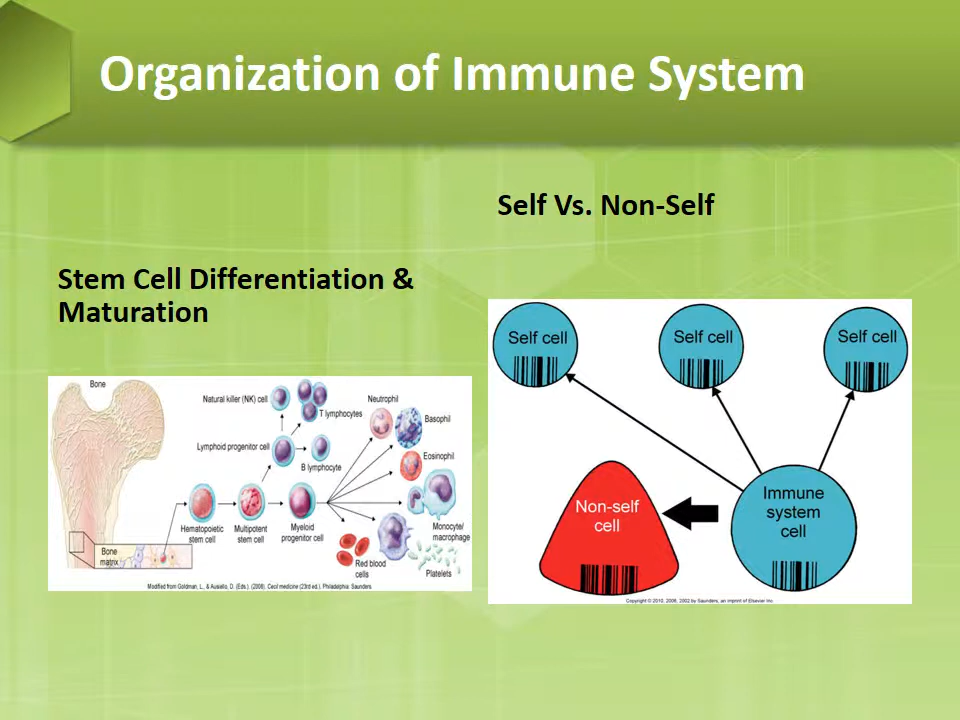 Organization of Immune System
Stem Cell Differentiation &
Maturation
Bone
Natural killer (NK) cell
T lymphocytes
Lymphoid progenitor cell
B lymphocyte
Neutrophil
Basophil
Eosinophil
Hematopoietic
stem cell
Multipotent
stem cell
Myeloid
progenitor cell
Monocyte/
macrophage
Bone
matrix
Red blood
cells
Platelets
Modified from Goldman, L., & Ausiello, D. (Eds.). (2008). Cecil medicine (23rd ed.). Philadelphia: Saunders.
Self Vs. Non-Self
Self cell
Self cell
Self cell
Non-self
cell
Immune
system
cell
Copyright © 2010, 2006, 2002 by Saunders, an imprint of Elsevier Inc.